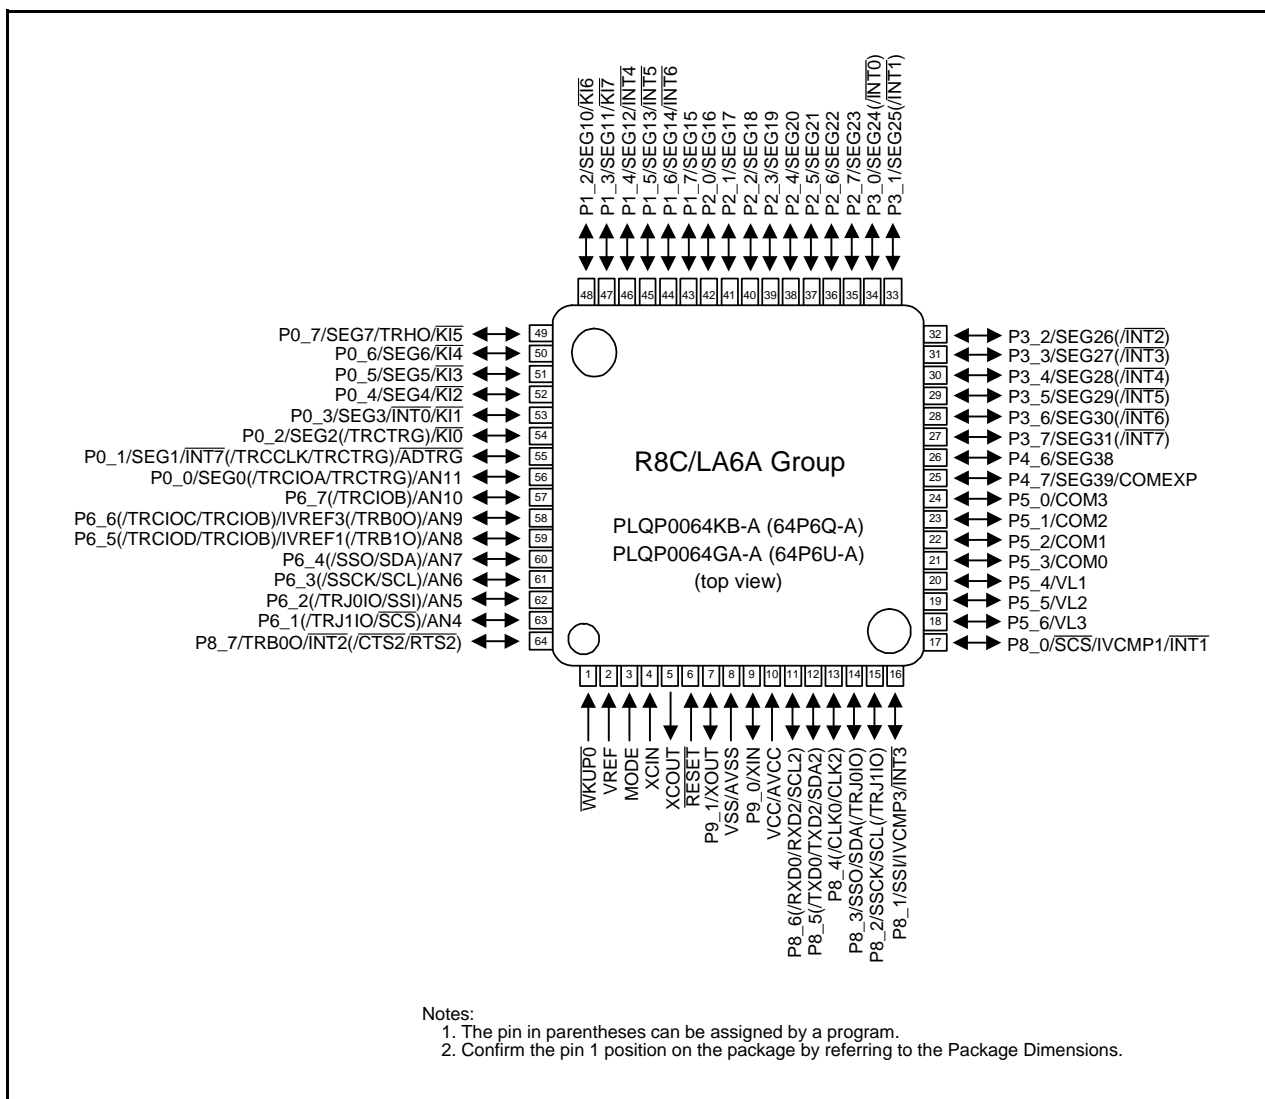 P1_2/SEG10/KI6
P1_3/SEG11/KI7
P1_4/SEG12/INT4
P1_5/SEG13/INT5
P1_6/SEG14/INT6
P1_7/SEG15
P2_0/SEG16
P2_1/SEG17
P2_2/SEG18
P2_3/SEG19
P2_4/SEG20
P2_5/SEG21
P2_6/SEG22
P2_7/SEG23
P3_0/SEG24(/INT0)
P3_1/SEG25(/INT1)
48 47 46 45 44 43 42 41 40 39 38 37 36 35 34 33
P0_7/SEG7/TRHO/KI5 49
P0_6/SEG6/KI4 50
P0_5/SEG5/KI3 51
P0_4/SEG4/KI2 52
P0_3/SEG3/INT0/KI1 53
P0_2/SEG2(/TRCTRG)/KI0 54
P0_1/SEG1/INT7(/TRCCLK/TRCTRG)/ADTRG 55
P0_0/SEG0(/TRCIOA/TRCTRG)/AN11 56
P6_7(/TRCIOB)/AN10 57
P6_6(/TRCIOC/TRCIOB)/IVREF3(/TRB0O)/AN9 58
P6_5(/TRCIOD/TRCIOB)/IVREF1(/TRB1O)/AN8 59
P6_4(/SSO/SDA)/AN7 60
P6_3(/SSCK/SCL)/AN6 61
P6_2(/TRJ0IO/SSI)/AN5 62
P6_1(/TRJ1IO/SCS)/AN4 63
P8_7/TRB0O/INT2(/CTS2/RTS2) 64
R8C/LA6A Group
PLQP0064KB-A (64P6Q-A)
PLQP0064GA-A (64P6U-A)
(top view)
32 P3_2/SEG26(/INT2)
31 P3_3/SEG27(/INT3)
30 P3_4/SEG28(/INT4)
29 P3_5/SEG29(/INT5)
28 P3_6/SEG30(/INT6)
27 P3_7/SEG31(/INT7)
26 P4_6/SEG38
25 P4_7/SEG39/COMEXP
24 P5_0/COM3
23 P5_1/COM2
22 P5_2/COM1
21 P5_3/COM0
20 P5_4/VL1
19 P5_5/VL2
18 P5_6/VL3
17 P8_0/SCS/IVCMP1/INT1
1 2 3 4 5 6 7 8 9 10 11 12 13 14 15 16
WKUP0
VREF
MODE
XCIN
XCOUT
RESET
P9_1/XOUT
VSS/AVSS
P9_0/XIN
VCC/AVCC
P8_6(/RXD0/RXD2/SCL2)
P8_5(/TXD0/TXD2/SDA2)
P8_4(/CLK0/CLK2)
P8_3/SSO/SDA(/TRJ0IO)
P8_2/SSCK/SCL(/TRJ1IO)
P8_1/SSI/IVCMP3/INT3
Notes:
1. The pin in parentheses can be assigned by a program.
2. Confirm the pin 1 position on the package by referring to the Package Dimensions.